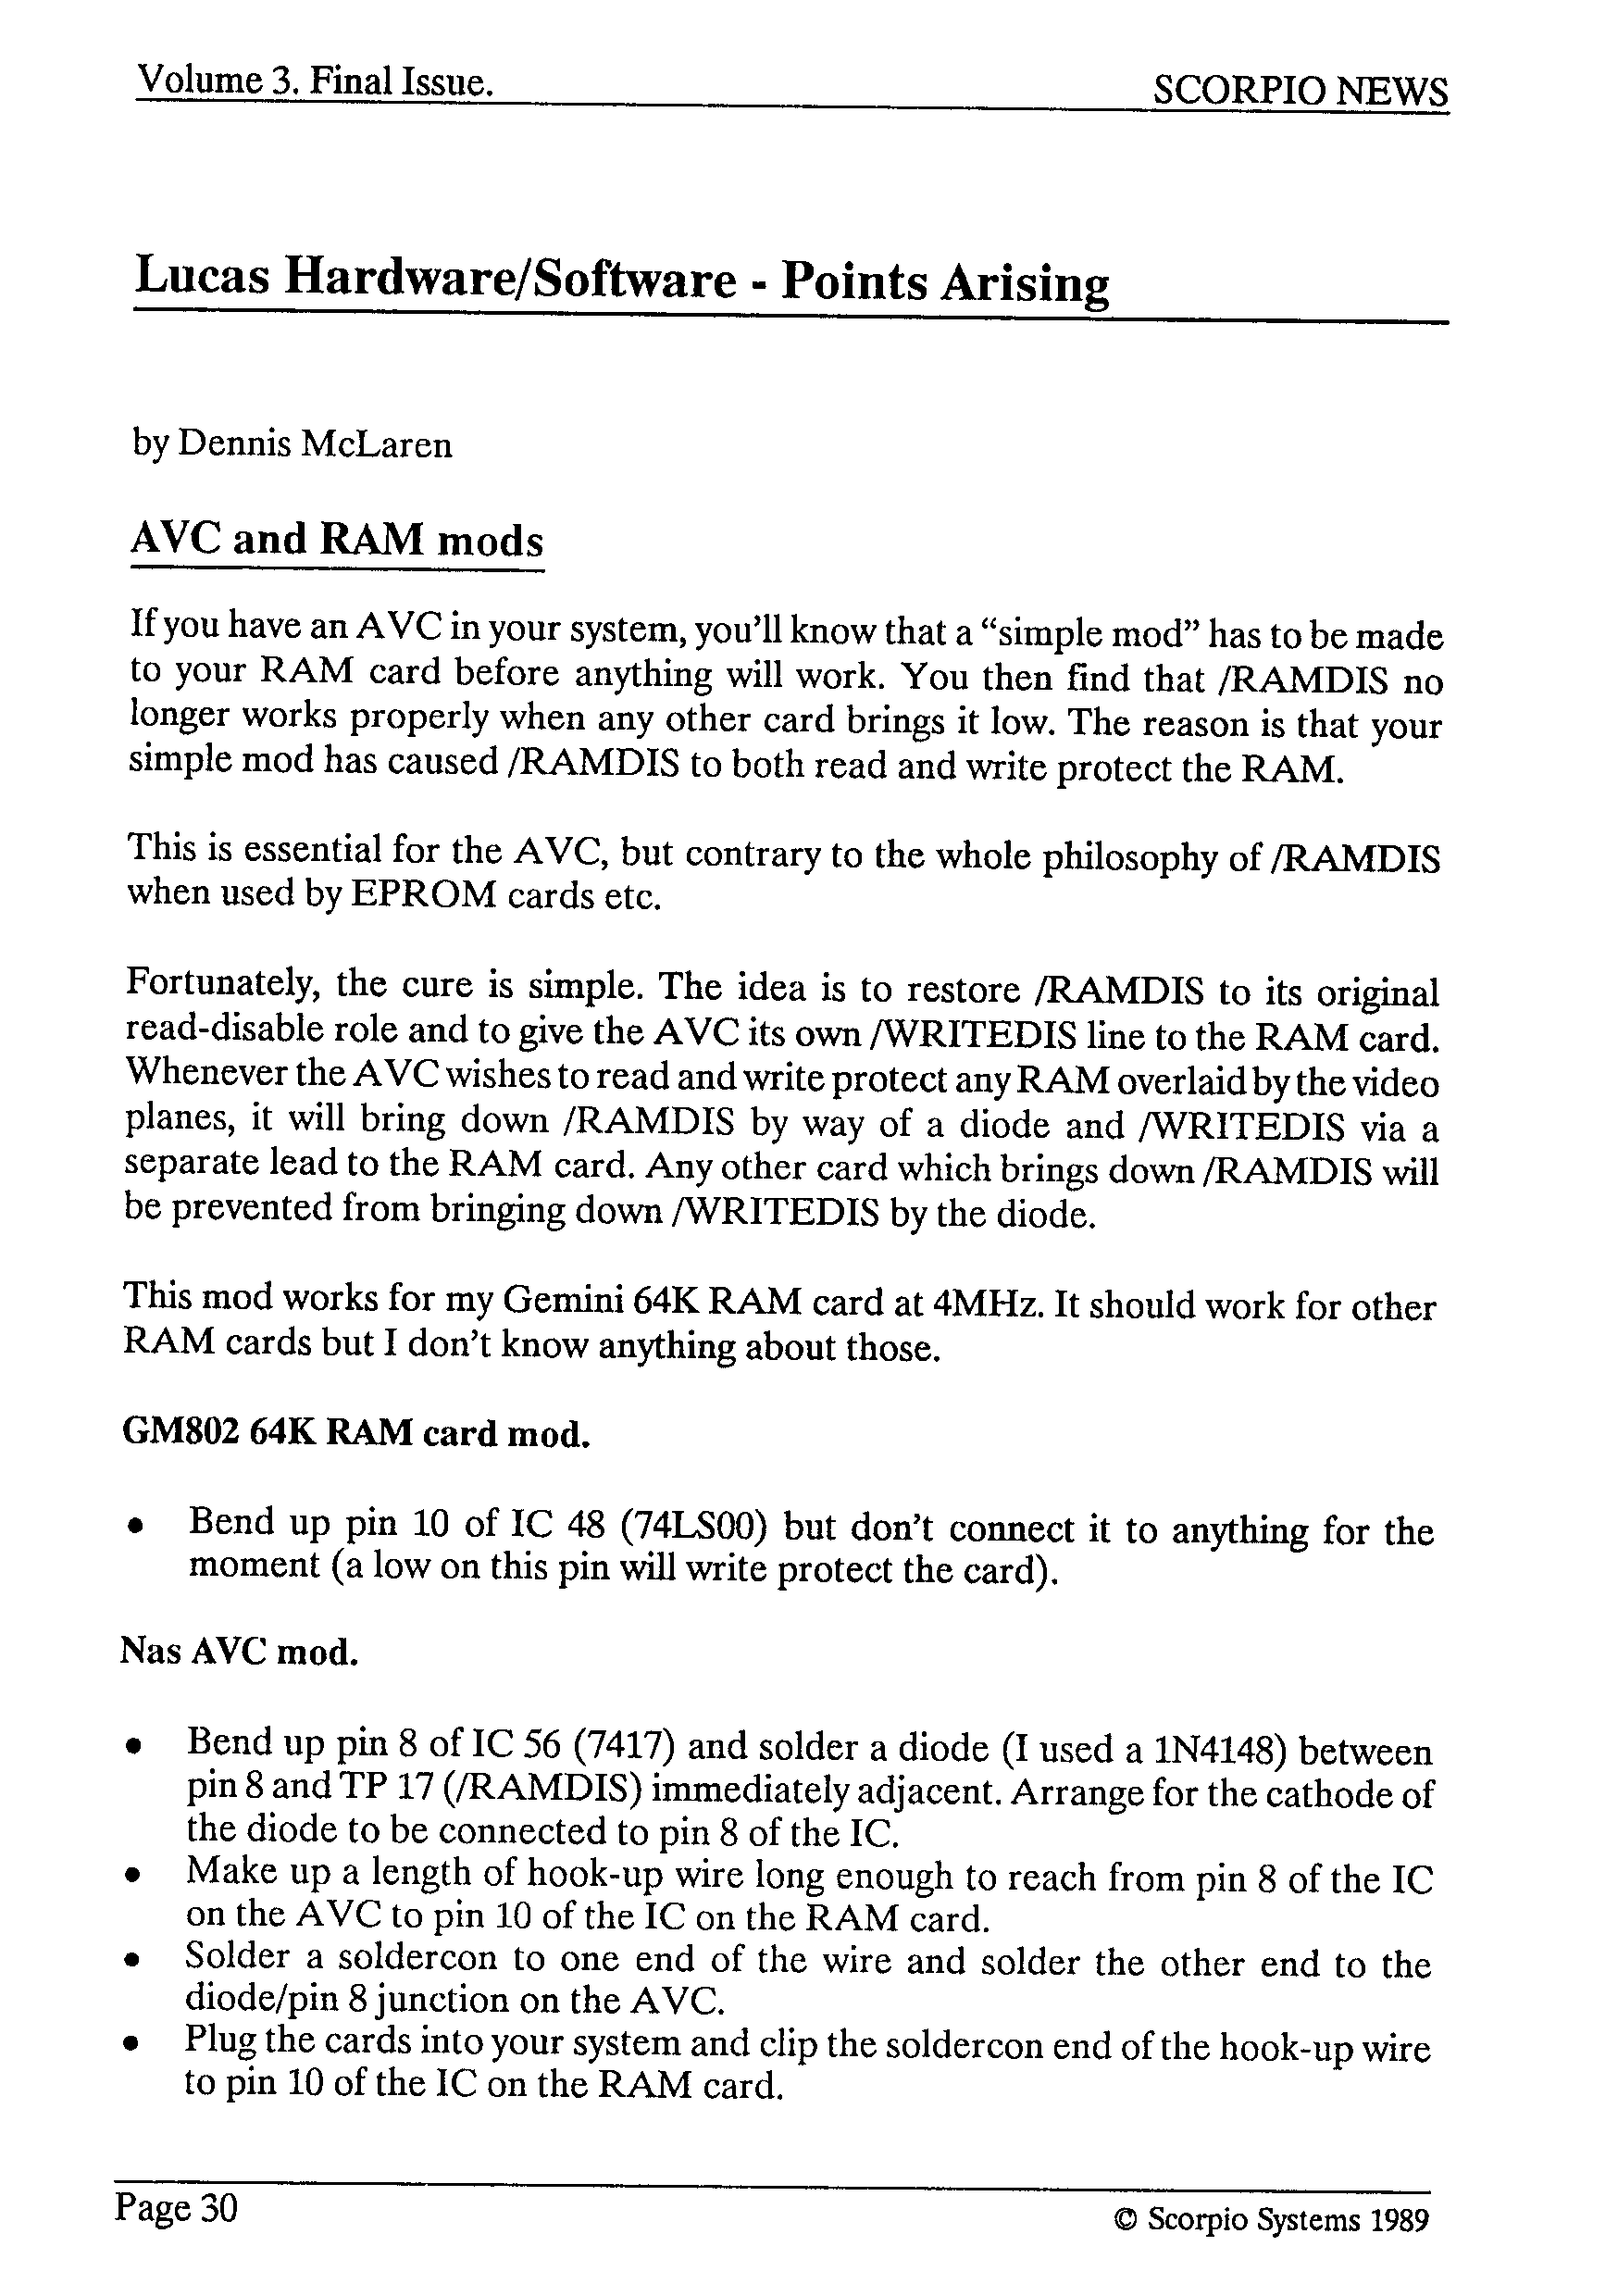 Volume 3. Final Issue.
SCORPIO NEWS
Lucas Hardware/Software - Points Arising
by Dennis McLaren
AVC and RAM mods
If you have an AVC in your system, you'll know that a “simple mod” has to be made
to your RAM card before anything will work. You then find that /RAMDIS no
longer works properly when any other card brings it low. The reason is that your
simple mod has caused /RAMDIS to both read and write protect the RAM.
This is essential for the AVC, but contrary to the whole philosophy of /RAMDIS
when used by EPROM cards etc.
Fortunately, the cure is simple. The idea is to restore /RAMDIS to its original
read-disable role and to give the AVC its own /WRITEDIS line to the RAM card.
Whenever the AVC wishes to read and write protect any RAM overlaid by the video
planes, it will bring down /RAMDIS by way of a diode and /WRITEDIS via a
separate lead to the RAM card. Any other card which brings down /RAMDIS will
be prevented from bringing down /WRITEDIS by the diode.
This mod works for my Gemini 64K RAM card at 4MHz. It should work for other
RAM cards but I don't know anything about those.
GM802 64K RAM card mod.
• Bend up pin 10 of IC 48 (74LS00) but don't connect it to anything for the
moment (a low on this pin will write protect the card).
Nas AVC mod.
• Bend up pin 8 of IC 56 (7417) and solder a diode (I used a 1N4148) between
pin 8 and TP 17 (/RAMDIS) immediately adjacent. Arrange for the cathode of
the diode to be connected to pin 8 of the IC.
• Make up a length of hook-up wire long enough to reach from pin 8 of the IC
on the AVC to pin 10 of the IC on the RAM card.
• Solder a soldercon to one end of the wire and solder the other end to the
diode/pin 8 junction on the AVC.
• Plug the cards into your system and clip the soldercon end of the hook-up wire
to pin 10 of the IC on the RAM card.
Page 30
© Scorpio Systems 1989